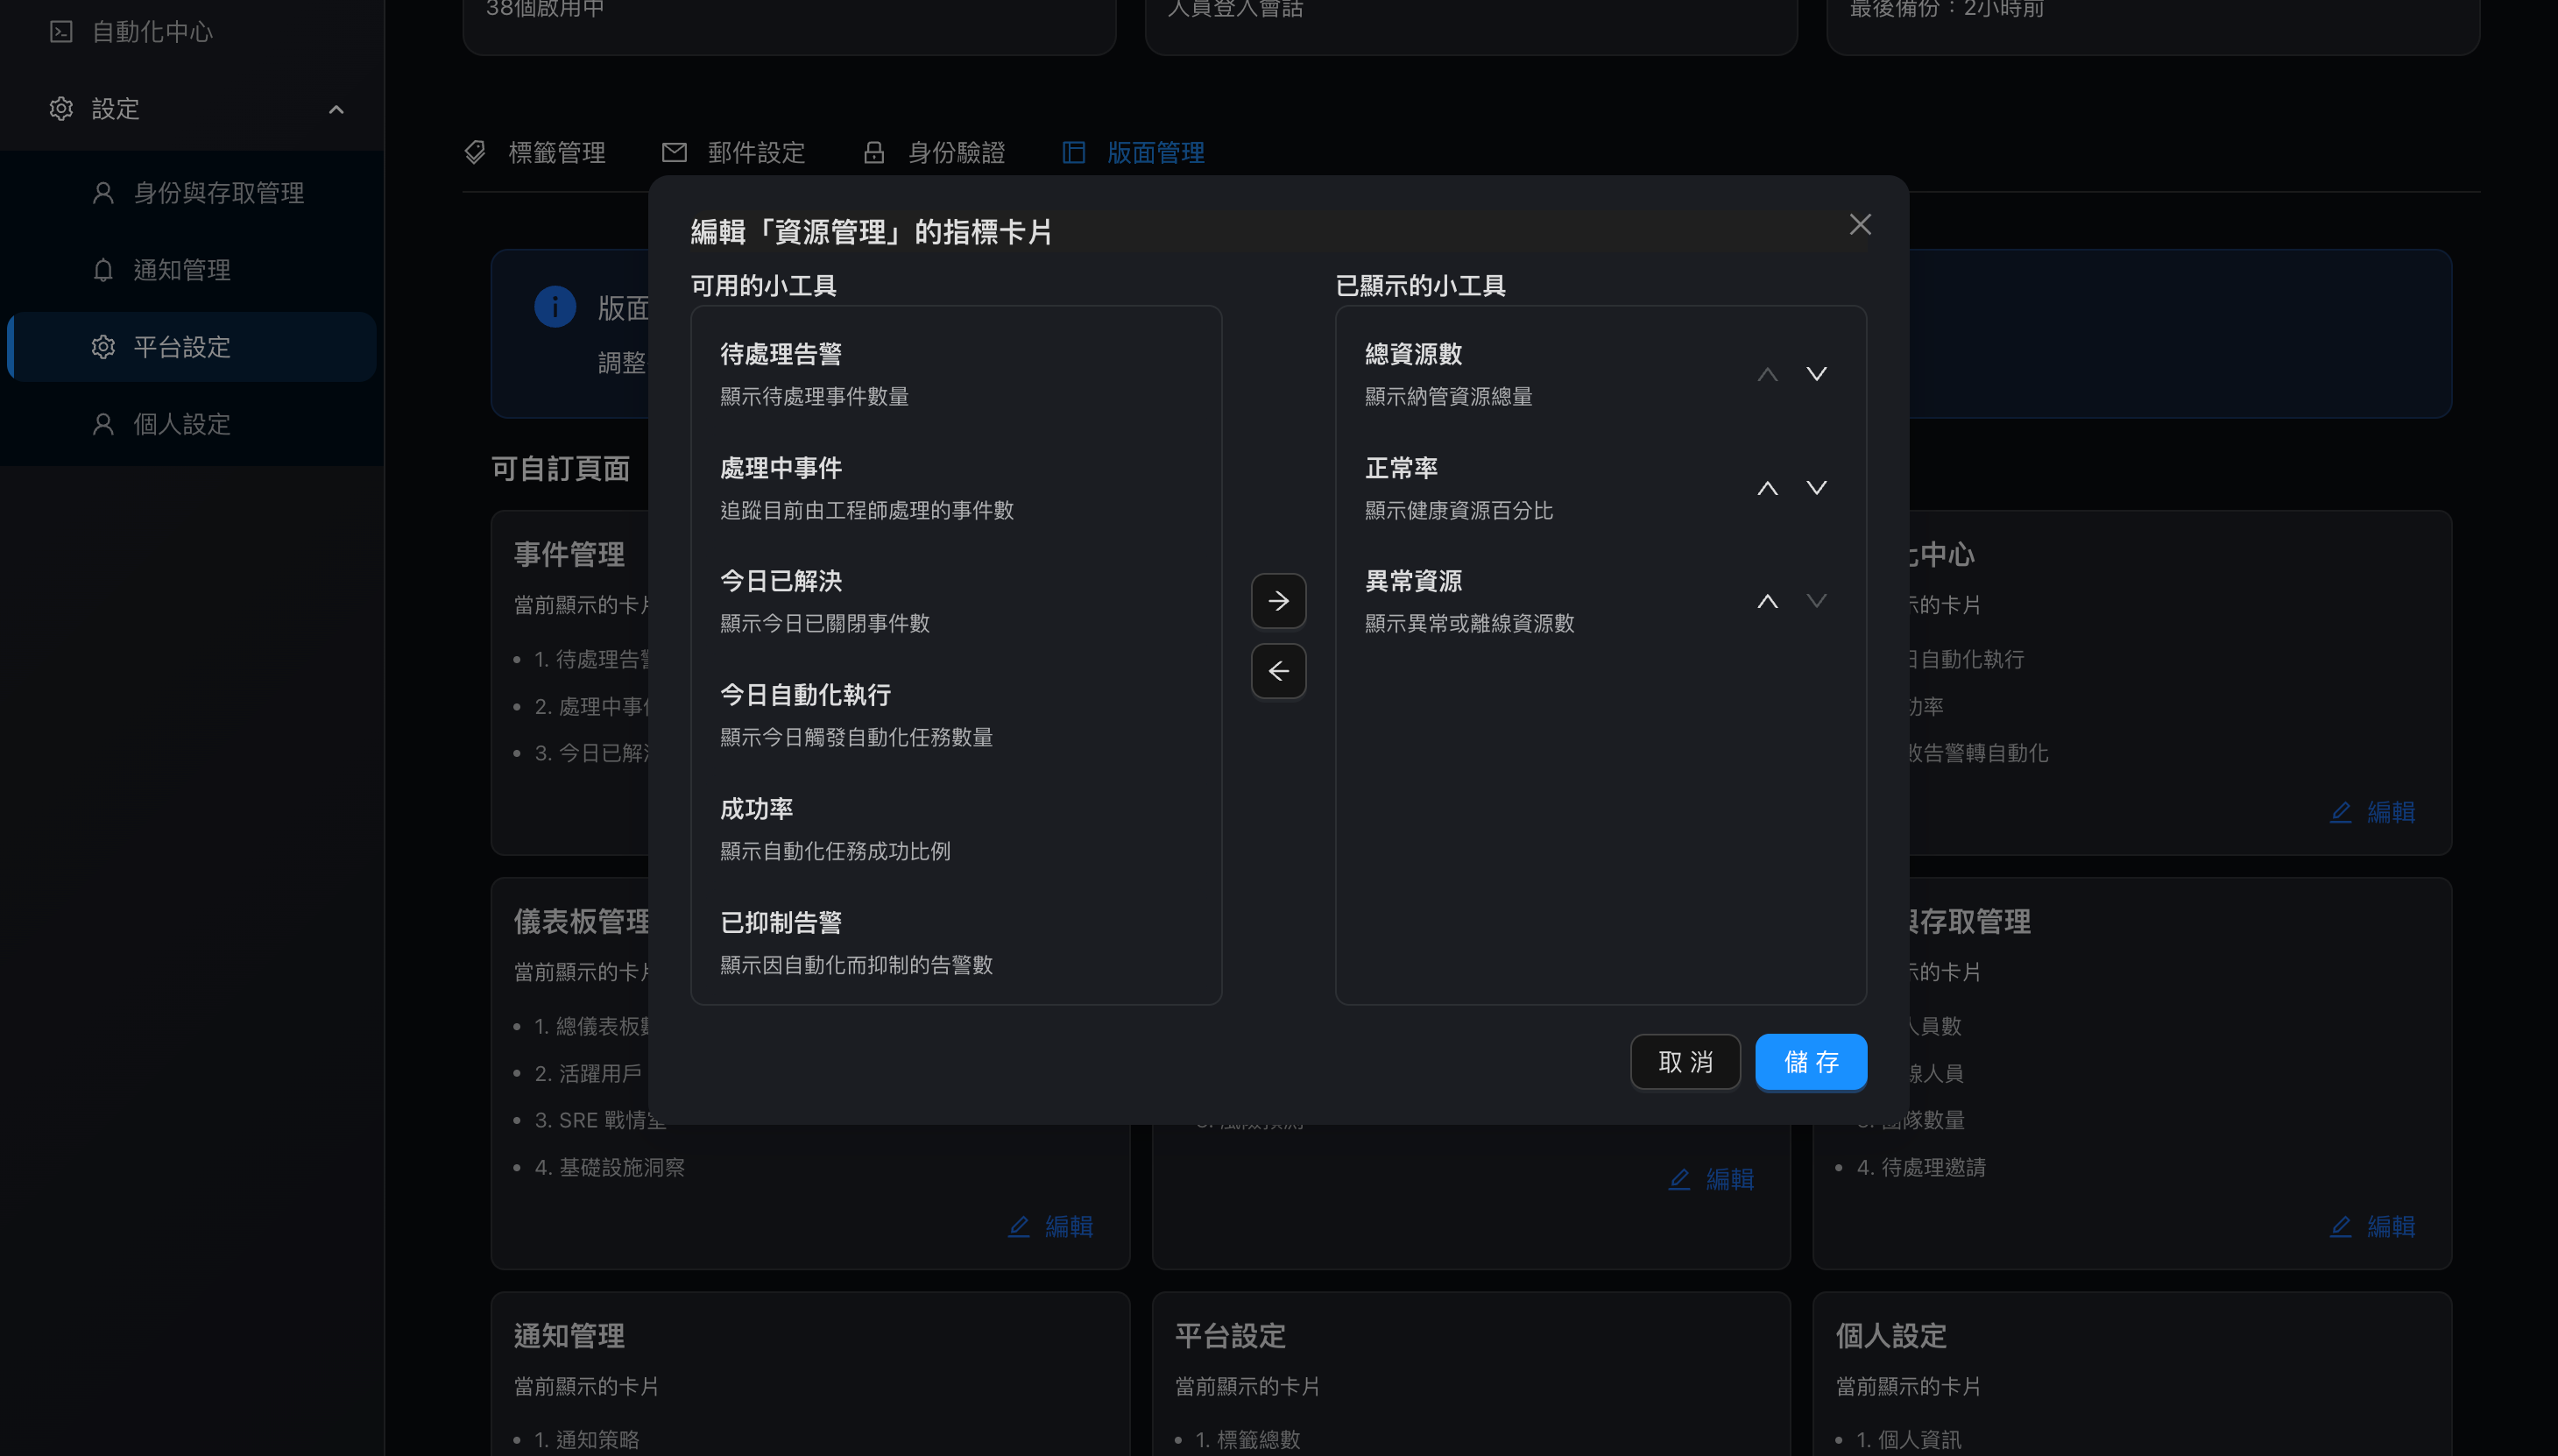 自動化中心
設定
身份與存取管理
通知管理
平台設定
個人設定
38個啟用中
人員登入會話
最後備份：2小時前
標籤管理
郵件設定
身份驗證
版面管理
版面
調整
可自訂頁面
編輯「資源管理」的指標卡片
可用的小工具
待處理告警
顯示待處理事件數量
處理中事件
追蹤目前由工程師處理的事件數
今日已解決
顯示今日已關閉事件數
今日自動化執行
顯示今日觸發自動化任務數量
成功率
顯示自動化任務成功比例
已抑制告警
顯示因自動化而抑制的告警數
已顯示的小工具
總資源數
顯示納管資源總量
正常率
顯示健康資源百分比
異常資源
顯示異常或離線資源數
取消
儲存
事件管理
當前顯示的卡片
1. 待處理告警
2. 處理中事件
3. 今日已解決
中心
示的卡片
日自動化執行
功率
告警轉自動化
編輯
儀表板管理
當前顯示的卡片
1. 總儀表板數
2. 活躍用戶
3. SRE 戰情室
4. 基礎設施洞察
編輯
編輯
與存取管理
示的卡片
人員數
線人員
團隊數量
4. 待處理邀請
編輯
通知管理
當前顯示的卡片
1. 通知策略
平台設定
當前顯示的卡片
1. 標籤總數
個人設定
當前顯示的卡片
1. 個人資訊